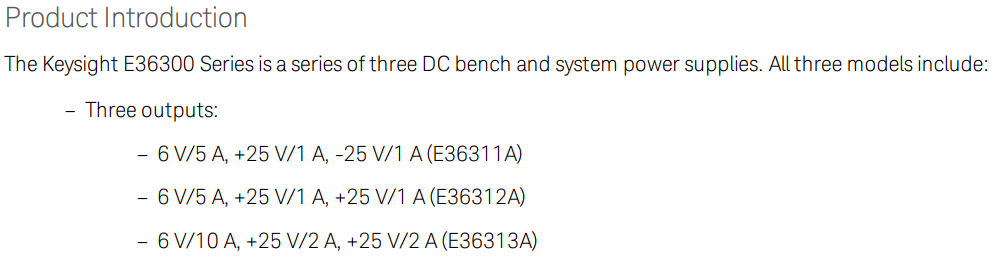 Product Introduction
The Keysight E36300 Series is a series of three DC bench and system power supplies. All three models include:
– Three outputs:
– 6 V/5 A, +25 V/1 A, -25 V/1 A (E36311A)
– 6 V/5 A, +25 V/1 A, +25 V/1 A (E36312A)
– 6 V/10 A, +25 V/2 A, +25 V/2 A (E36313A)